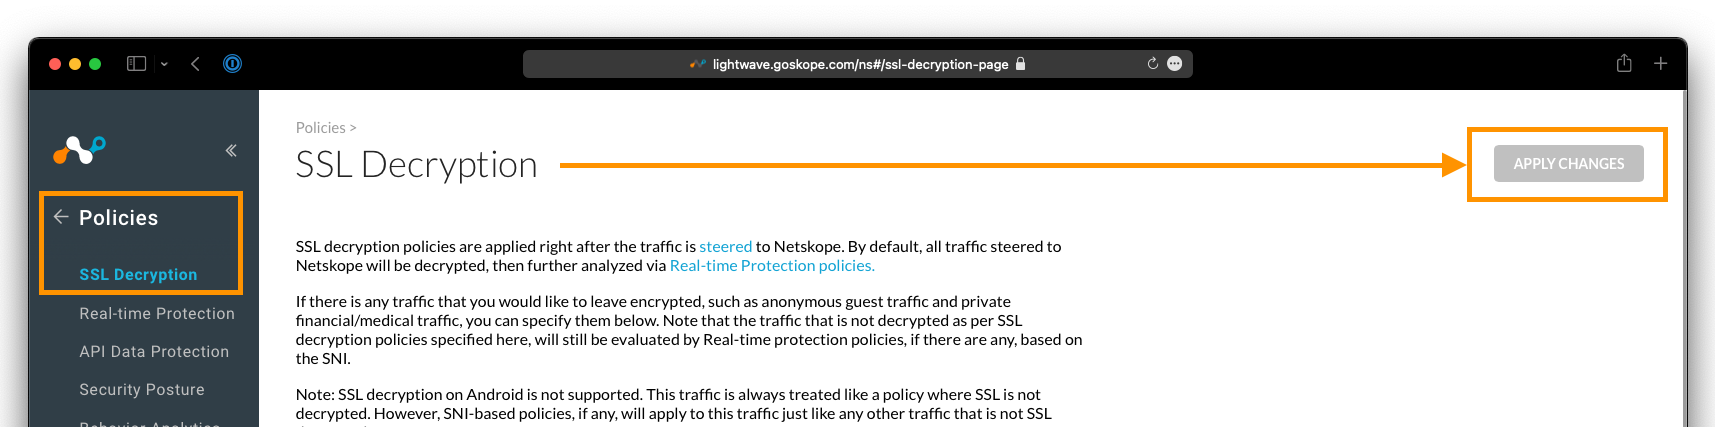 lightwave.goskope.com/ns#/ssl-decryption-page
Policies
SSL Decryption
Real-time Protection
API Data Protection
Security Posture
Behavior Analytics
Policies >
SSL Decryption
APPLY CHANGES
SSL decryption policies are applied right after the traffic is steered to Netskope. By default, all traffic steered to
Netskope will be decrypted, then further analyzed via Real-time Protection policies.
If there is any traffic that you would like to leave encrypted, such as anonymous guest traffic and private
financial/medical traffic, you can specify them below. Note that the traffic that is not decrypted as per SSL
decryption policies specified here, will still be evaluated by Real-time protection policies, if there are any, based on
the SNI.
Note: SSL decryption on Android is not supported. This traffic is always treated like a policy where SSL is not
decrypted. However, SNI-based policies, if any, will apply to this traffic just like any other traffic that is not SSL